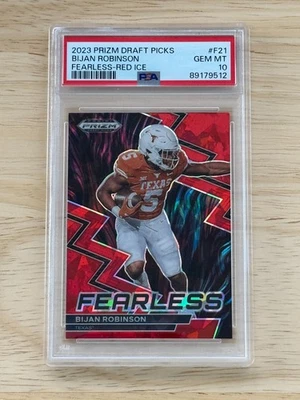 2023 PRIZM DRAFT PICKS #F21
BIJAN ROBINSON GEM MT
FEARLESS-RED ICE 10
PSA 89179512
PRIZM
TEXAS
5
FEARLESS
BIJAN ROBINSON
TEXAS